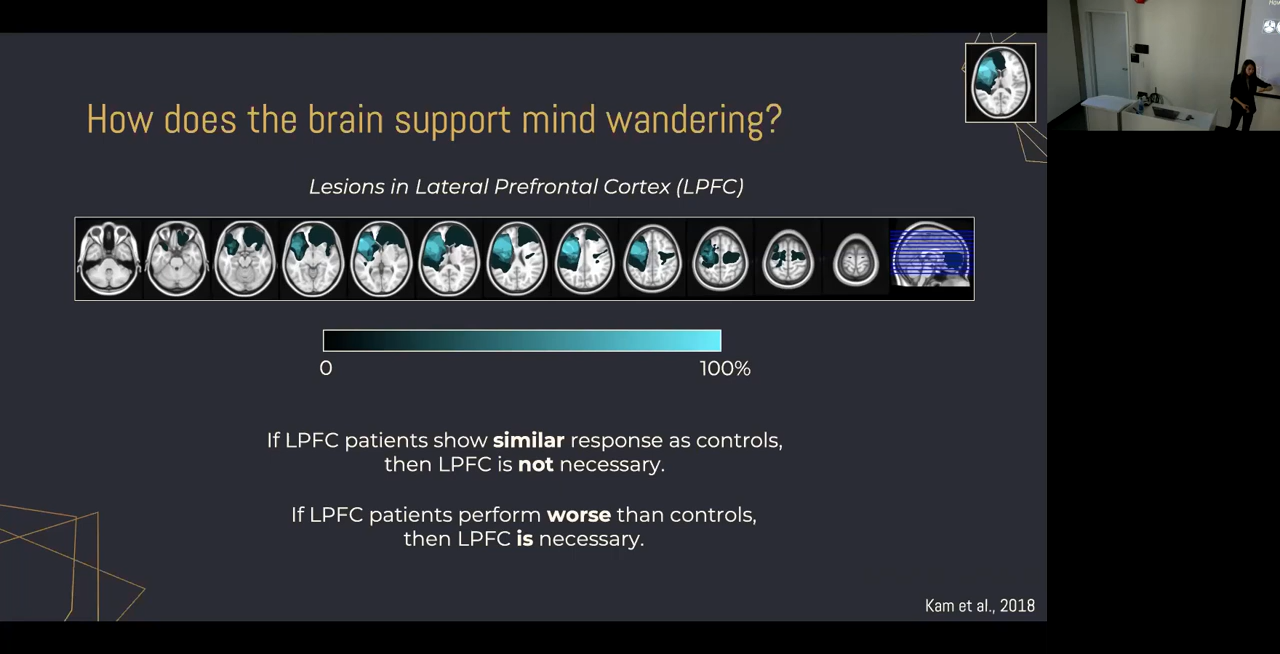 How does the brain support mind wandering?
Lesions in Lateral Prefrontal Cortex (LPFC)
0
100%
If LPFC patients show similar response as controls,
then LPFC is not necessary.
If LPFC patients perform worse than controls,
then LPFC is necessary.
Kam et al., 2018